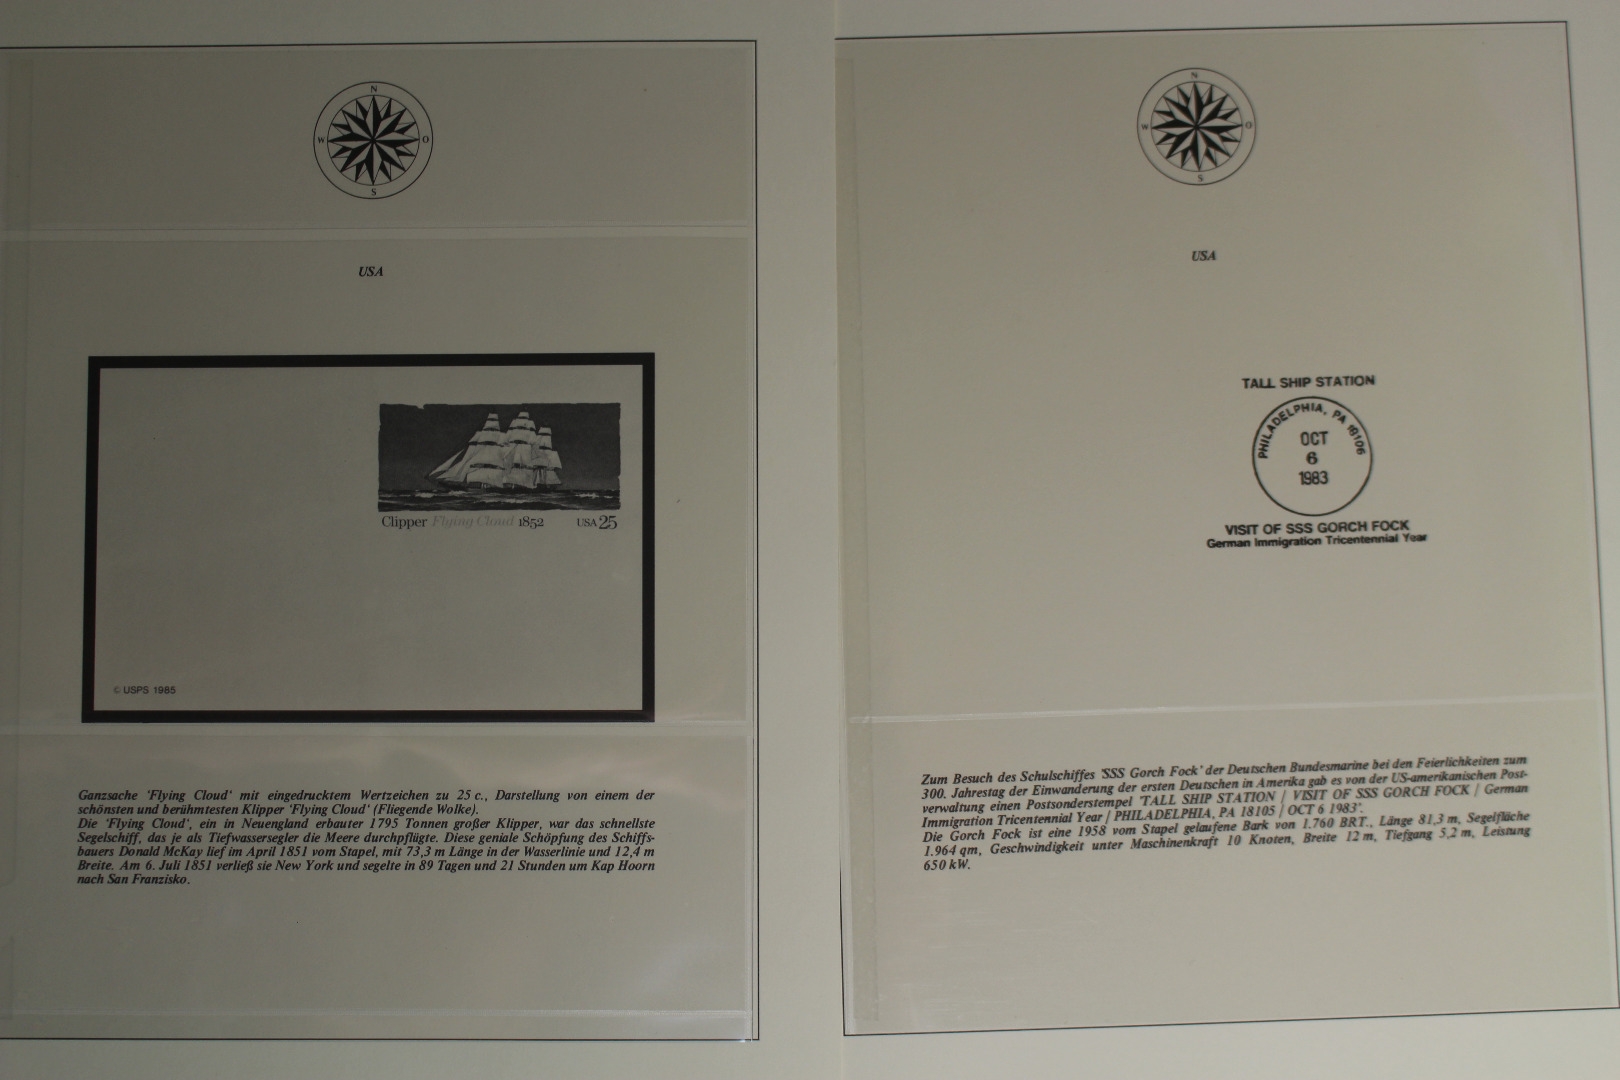 N
W O
S
USA
Clipper Flying Cloud 1852 USA 25
© USPS 1985
Ganzsache 'Flying Cloud' mit eingedrucktem Wertzeichen zu 25 c., Darstellung von einem der
schönsten und berühmtesten Klipper 'Flying Cloud' (Fliegende Wolke).
Die 'Flying Cloud', ein in Neuengland erbauter 1795 Tonnen großer Klipper, war das schnellste
Segelschiff, das je als Tiefwassersegler die Meere durchpflügte. Diese geniale Schöpfung des Schiffs-
bauers Donald McKay lief im April 1851 vom Stapel, mit 73,3 m Länge in der Wasserlinie und 12,4 m
Breite. Am 6. Juli 1851 verließ sie New York und segelte in 89 Tagen und 21 Stunden um Kap Hoorn
nach San Franzisko.
N
W O
S
USA
TALL SHIP STATION
PHILADELPHIA, PA 19106
OCT
6
1983
VISIT OF SSS GORCH FOCK
German Immigration Tricentennial Year
Zum Besuch des Schulschiffes 'SSS Gorch Fock' der Deutschen Bundesmarine bei den Feierlichkeiten zum
300. Jahrestag der Einwanderung der ersten Deutschen in Amerika gab es von der US-amerikanischen Post-
verwaltung einen Postsonderstempel 'TALL SHIP STATION / VISIT OF SSS GORCH FOCK / German
Immigration Tricentennial Year / PHILADELPHIA, PA 18105 / OCT 6 1983'.
Die Gorch Fock ist eine 1958 vom Stapel gelaufene Bark von 1.760 BRT., Länge 81,3 m, Segelfläche
1.964 qm, Geschwindigkeit unter Maschinenkraft 10 Knoten, Breite 12 m, Tiefgang 5,2 m, Leistung
650 kW.